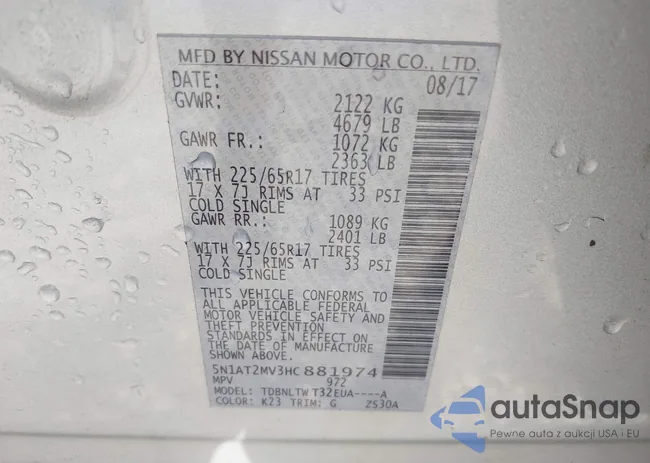 MFD BY NISSAN MOTOR CO., LTD.
DATE: 08/17
GVWR: 2122 KG
4679 LB
GAWR FR.: 1072 KG
2363 LB
WITH 225/65R17 TIRES
17 X 7J RIMS AT 33 PSI
COLD SINGLE
GAWR RR.: 1089 KG
2401 LB
WITH 225/65R17 TIRES
17 X 7J RIMS AT 33 PSI
COLD SINGLE
THIS VEHICLE CONFORMS TO
ALL APPLICABLE FEDERAL
MOTOR VEHICLE SAFETY AND
THEFT PREVENTION
STANDARDS IN EFFECT ON
THE DATE OF MANUFACTURE
SHOWN ABOVE.
5N1AT2MV3HC881974
MPV 972
MODEL: TDBNLTW T32EUA----A
COLOR: K23 TRIM: G ZS30A
autoSnap
Pewne auta z aukcji USA i EU